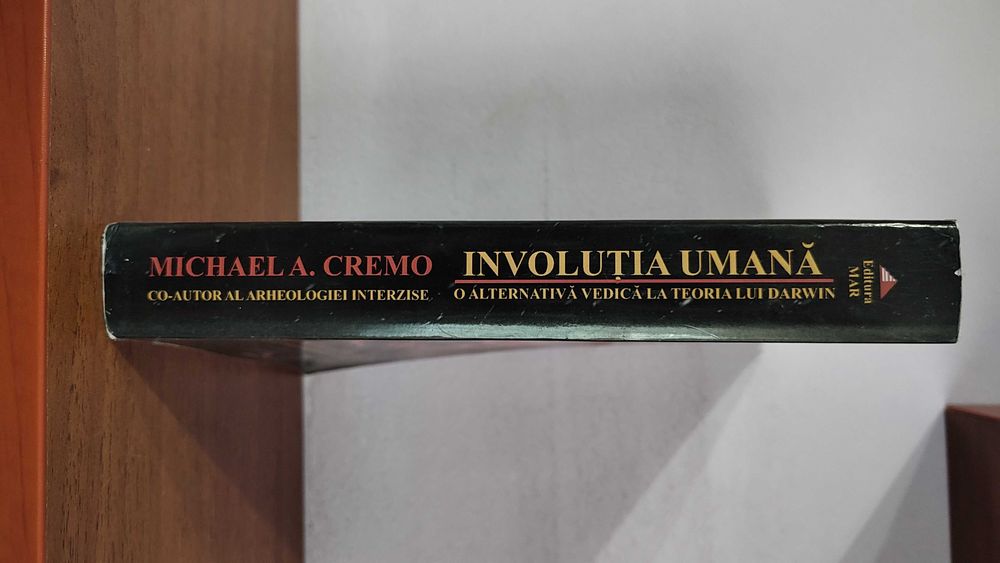 MICHAEL A. CREMO
CO-AUTOR AL ARHEOLOGIEI INTERZISE
INVOLUȚIA UMANĂ
O ALTERNATIVĂ VEDICĂ LA TEORIA LUI DARWIN
Editura
MAR